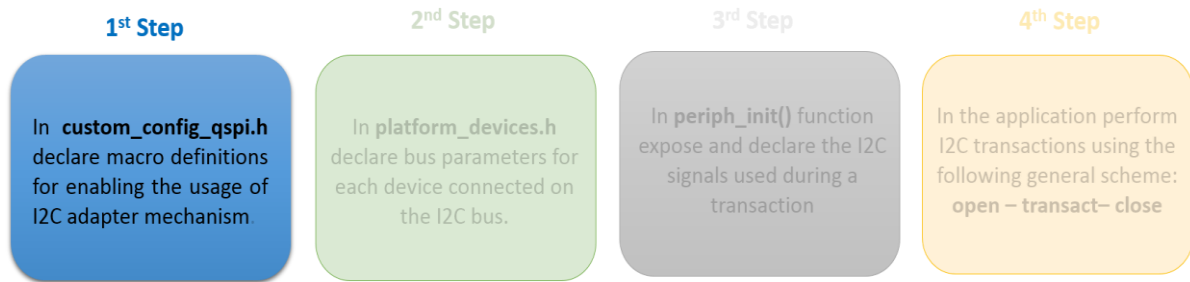 1st Step
In custom_config_qspi.h
declare macro definitions
for enabling the usage of
I2C adapter mechanism.
2nd Step
In platform_devices.h
declare bus parameters for
each device connected on
the I2C bus.
3rd Step
In periph_init() function
expose and declare the I2C
signals used during a
transaction
4th Step
In the application perform
I2C transactions using the
following general scheme:
open – transact– close